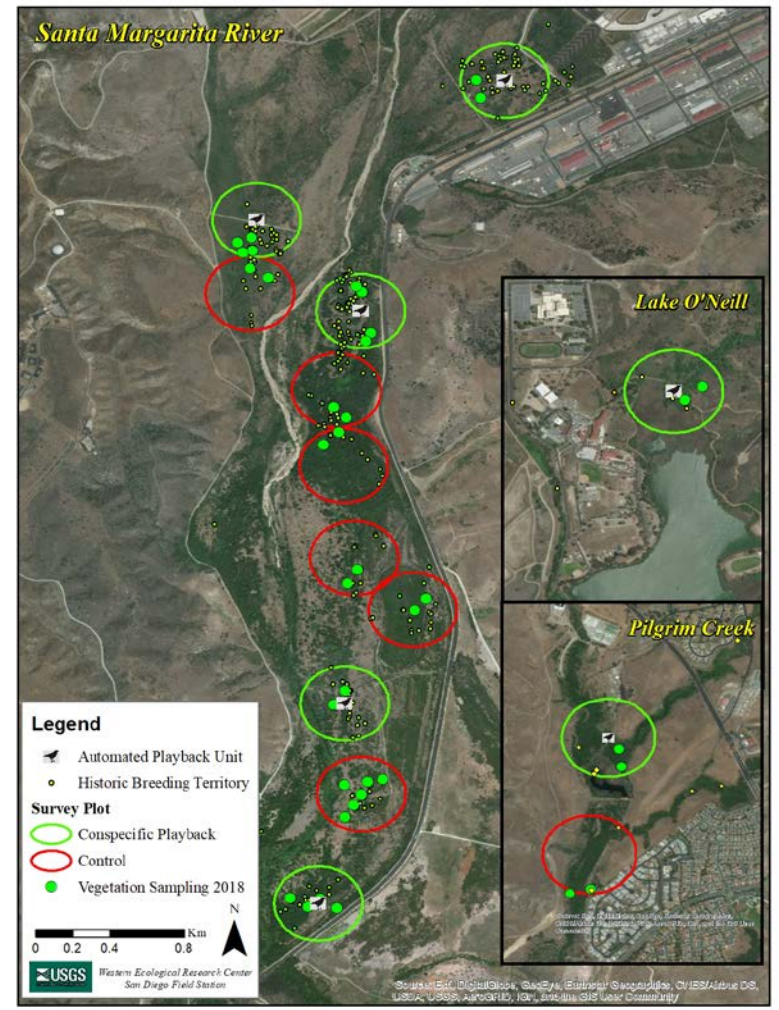 Santa Margarita River
Lake O'Neill
Pilgrim Creek
Legend
Automated Playback Unit
Historic Breeding Territory
Survey Plot
Conspecific Playback
Control
Vegetation Sampling 2018
N
Km
0 0.2 0.4 0.8
USGS
Western Ecological Research Center
San Diego Field Station
Source: Esri, DigitalGlobe, GeoEye, Earthstar Geographics, CNES/Airbus DS,
USDA, USGS, AeroGRID, IGN, and the GIS User Community